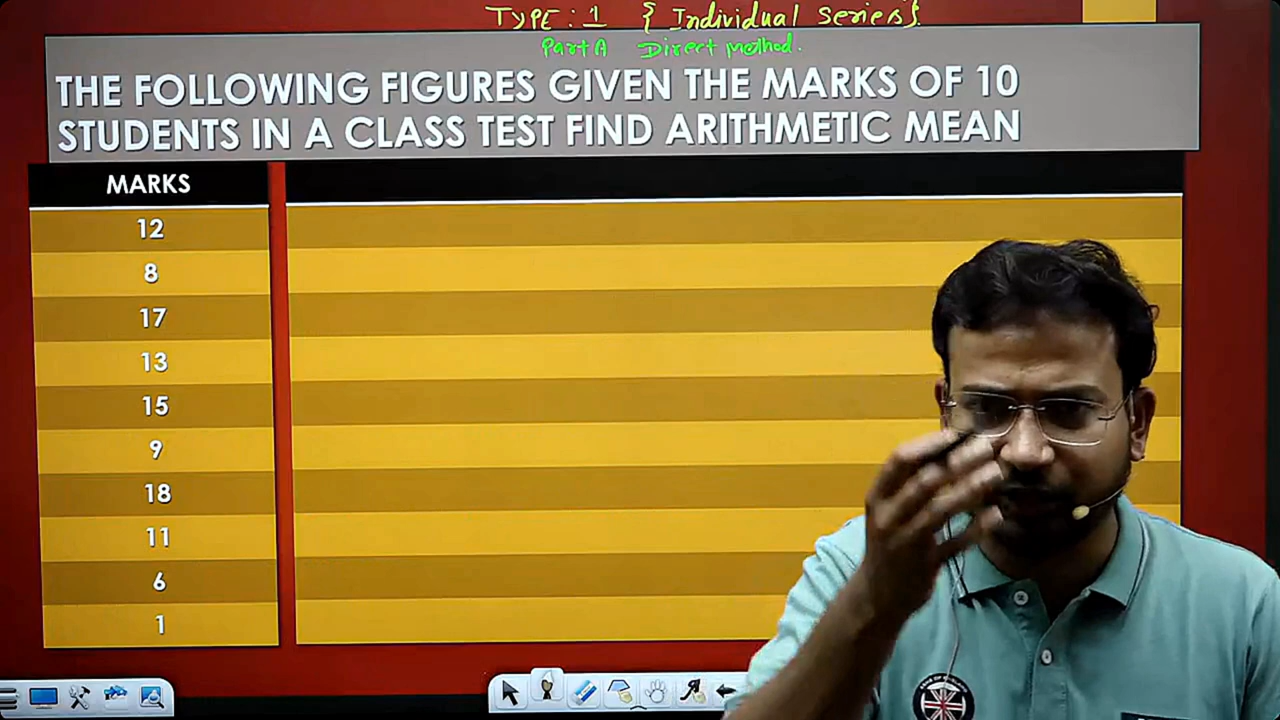 TYPE : 1 { Individual Series }
Part A Direct method.
THE FOLLOWING FIGURES GIVEN THE MARKS OF 10
STUDENTS IN A CLASS TEST FIND ARITHMETIC MEAN
MARKS
12
8
17
13
15
9
18
11
6
1